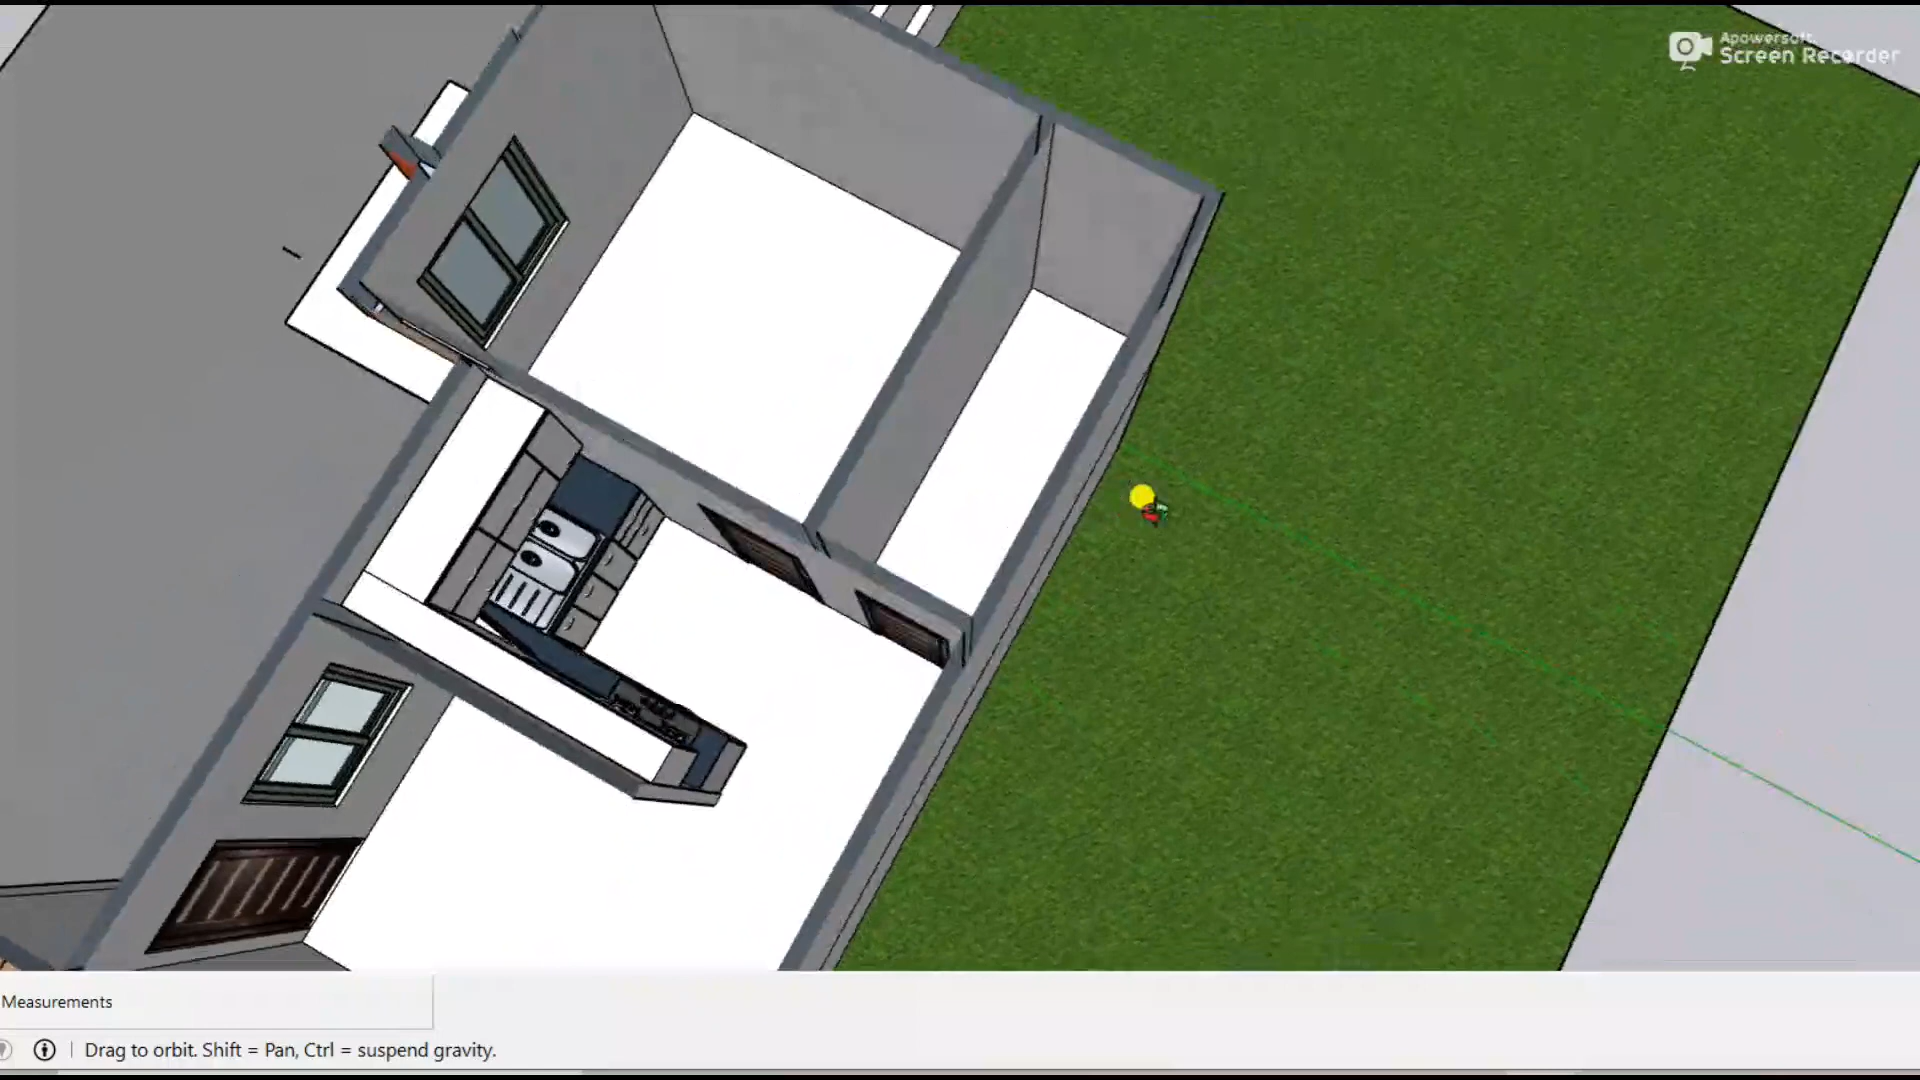 Apowersoft
Screen Recorder
Measurements
Drag to orbit. Shift = Pan, Ctrl = suspend gravity.